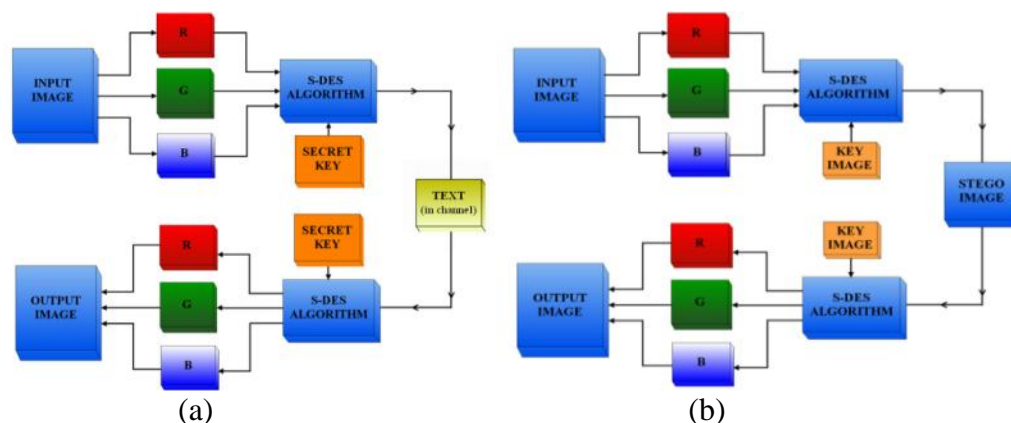 R
INPUT
IMAGE
G
B
S-DES
ALGORITHM
SECRET
KEY
TEXT
(in channel)
SECRET
KEY
R
OUTPUT
IMAGE
G
B
S-DES
ALGORITHM
(a)
R
INPUT
IMAGE
G
B
S-DES
ALGORITHM
KEY
IMAGE
STEGO
IMAGE
KEY
IMAGE
R
OUTPUT
IMAGE
G
B
S-DES
ALGORITHM
(b)